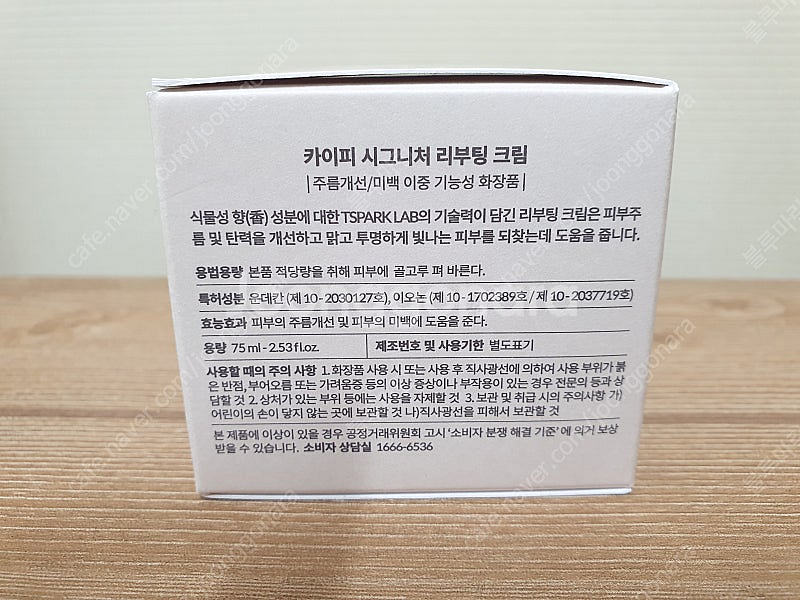 카이피 시그니처 리부팅 크림
|주름개선/미백 이중 기능성 화장품|
식물성 향(香) 성분에 대한 TSPARK LAB의 기술력이 담긴 리부팅 크림은 피부주
름 및 탄력을 개선하고 맑고 투명하게 빛나는 피부를 되찾는데 도움을 줍니다.
용법용량 본품 적당량을 취해 피부에 골고루 펴 바른다.
특허성분 운데칸 (제 10 - 2030127호), 이오논 (제 10 - 1702389호 / 제 10 - 2037719호)
효능효과 피부의 주름개선 및 피부의 미백에 도움을 준다.
용량 75 ml - 2.53 fl.oz. 제조번호 및 사용기한 별도표기
사용할 때의 주의 사항 1. 화장품 사용 시 또는 사용 후 직사광선에 의하여 사용 부위가 붉
은 반점, 부어오름 또는 가려움증 등의 이상 증상이나 부작용이 있는 경우 전문의 등과 상
담할 것 2. 상처가 있는 부위 등에는 사용을 자제할 것 3. 보관 및 취급 시의 주의사항 가)
어린이의 손이 닿지 않는 곳에 보관할 것 나)직사광선을 피해서 보관할 것
본 제품에 이상이 있을 경우 공정거래위원회 고시 '소비자 분쟁 해결 기준' 에 의거 보상
받을 수 있습니다. 소비자 상담실 1666-6536
cafe.naver.com/joonggonara